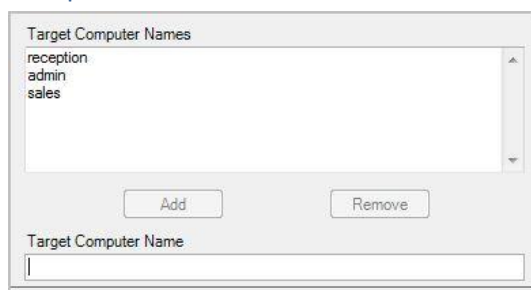 Target Computer Names
reception
admin
sales
Add Remove
Target Computer Name